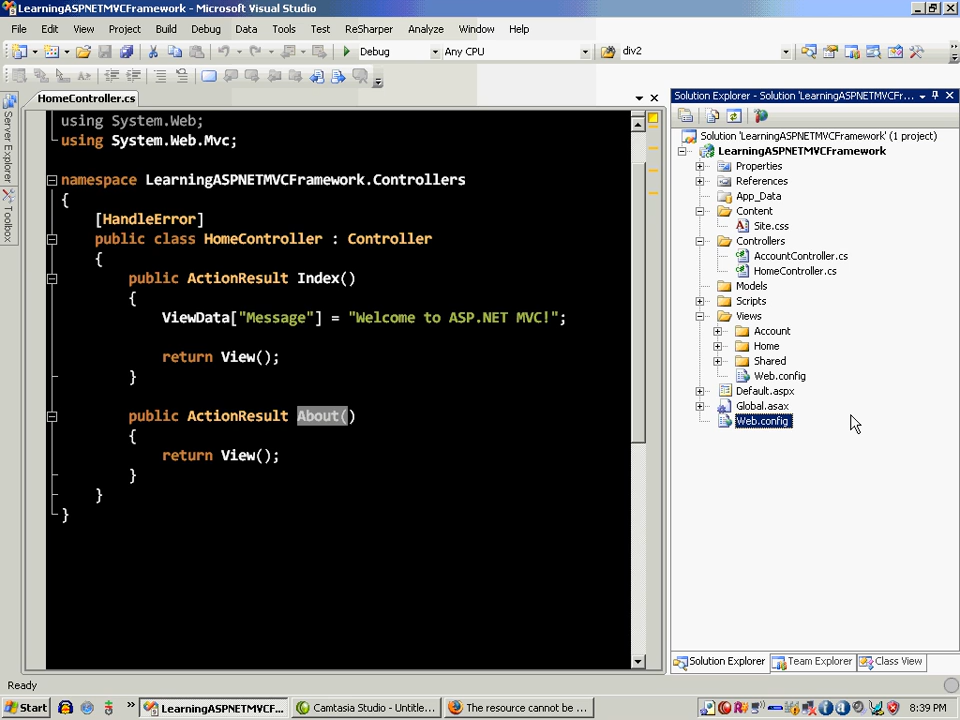 LearningASPNETMVCFramework - Microsoft Visual Studio
File Edit View Project Build Debug Data Tools Test ReSharper Analyze Window Help
Debug Any CPU div2
HomeController.cs
Server Explorer
Toolbox
using System.Web;
using System.Web.Mvc;
namespace LearningASPNETMVCFramework.Controllers
{
[HandleError]
public class HomeController : Controller
{
public ActionResult Index()
{
ViewData["Message"] = "Welcome to ASP.NET MVC!";
return View();
}
public ActionResult About()
{
return View();
}
}
}
Solution Explorer - Solution 'LearningASPNETMVCFr...
Solution 'LearningASPNETMVCFramework' (1 project)
LearningASPNETMVCFramework
Properties
References
App_Data
Content
Site.css
Controllers
AccountController.cs
HomeController.cs
Models
Scripts
Views
Account
Home
Shared
Web.config
Default.aspx
Global.asax
Web.config
Solution Explorer Team Explorer Class View
Ready
Start LearningASPNETMVCF... Camtasia Studio - Untitle... The resource cannot be ... 8:39 PM